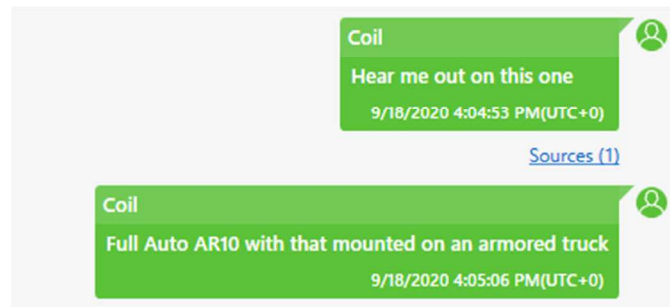 Coil
Hear me out on this one
9/18/2020 4:04:53 PM(UTC+0)
Sources (1)
Coil
Full Auto AR10 with that mounted on an armored truck
9/18/2020 4:05:06 PM(UTC+0)